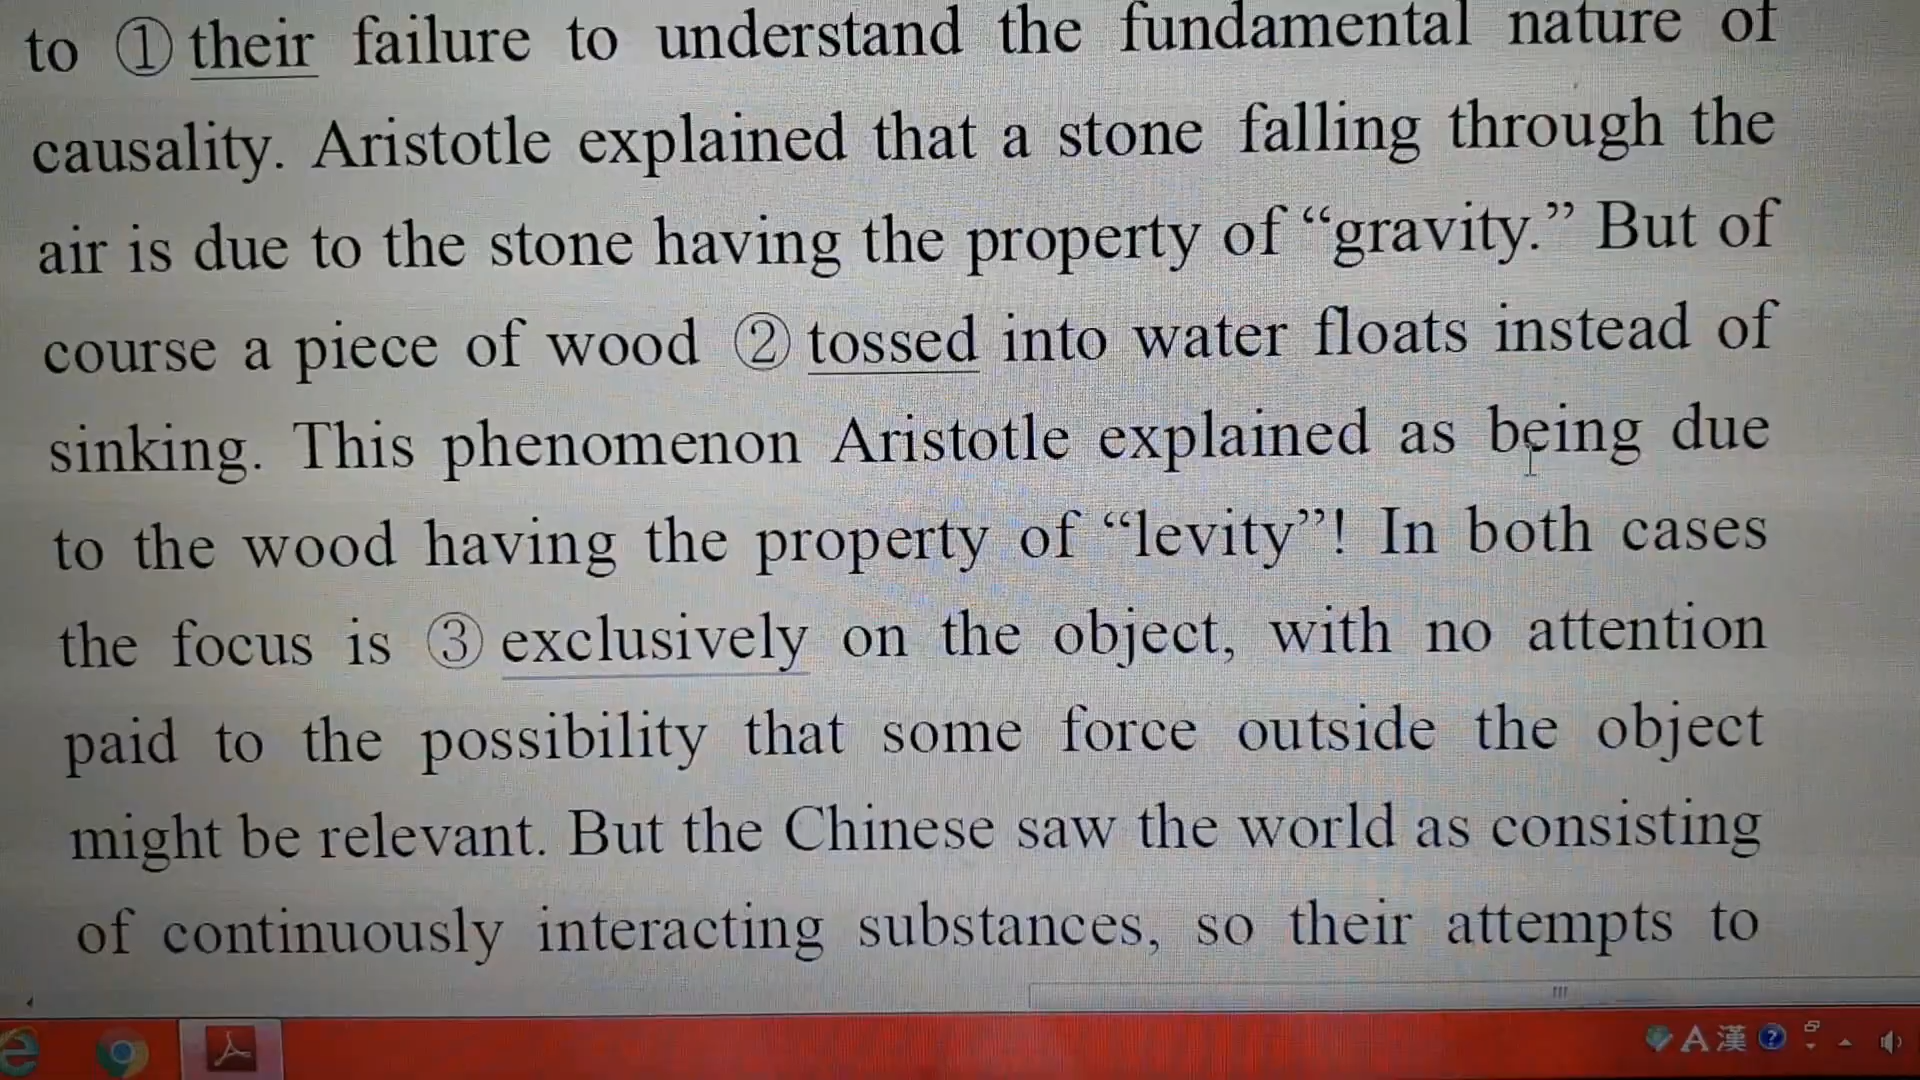 to ① their failure to understand the fundamental nature of
causality. Aristotle explained that a stone falling through the
air is due to the stone having the property of “gravity.” But of
course a piece of wood ② tossed into water floats instead of
sinking. This phenomenon Aristotle explained as being due
to the wood having the property of “levity”! In both cases
the focus is ③ exclusively on the object, with no attention
paid to the possibility that some force outside the object
might be relevant. But the Chinese saw the world as consisting
of continuously interacting substances, so their attempts to
A 漢 ?